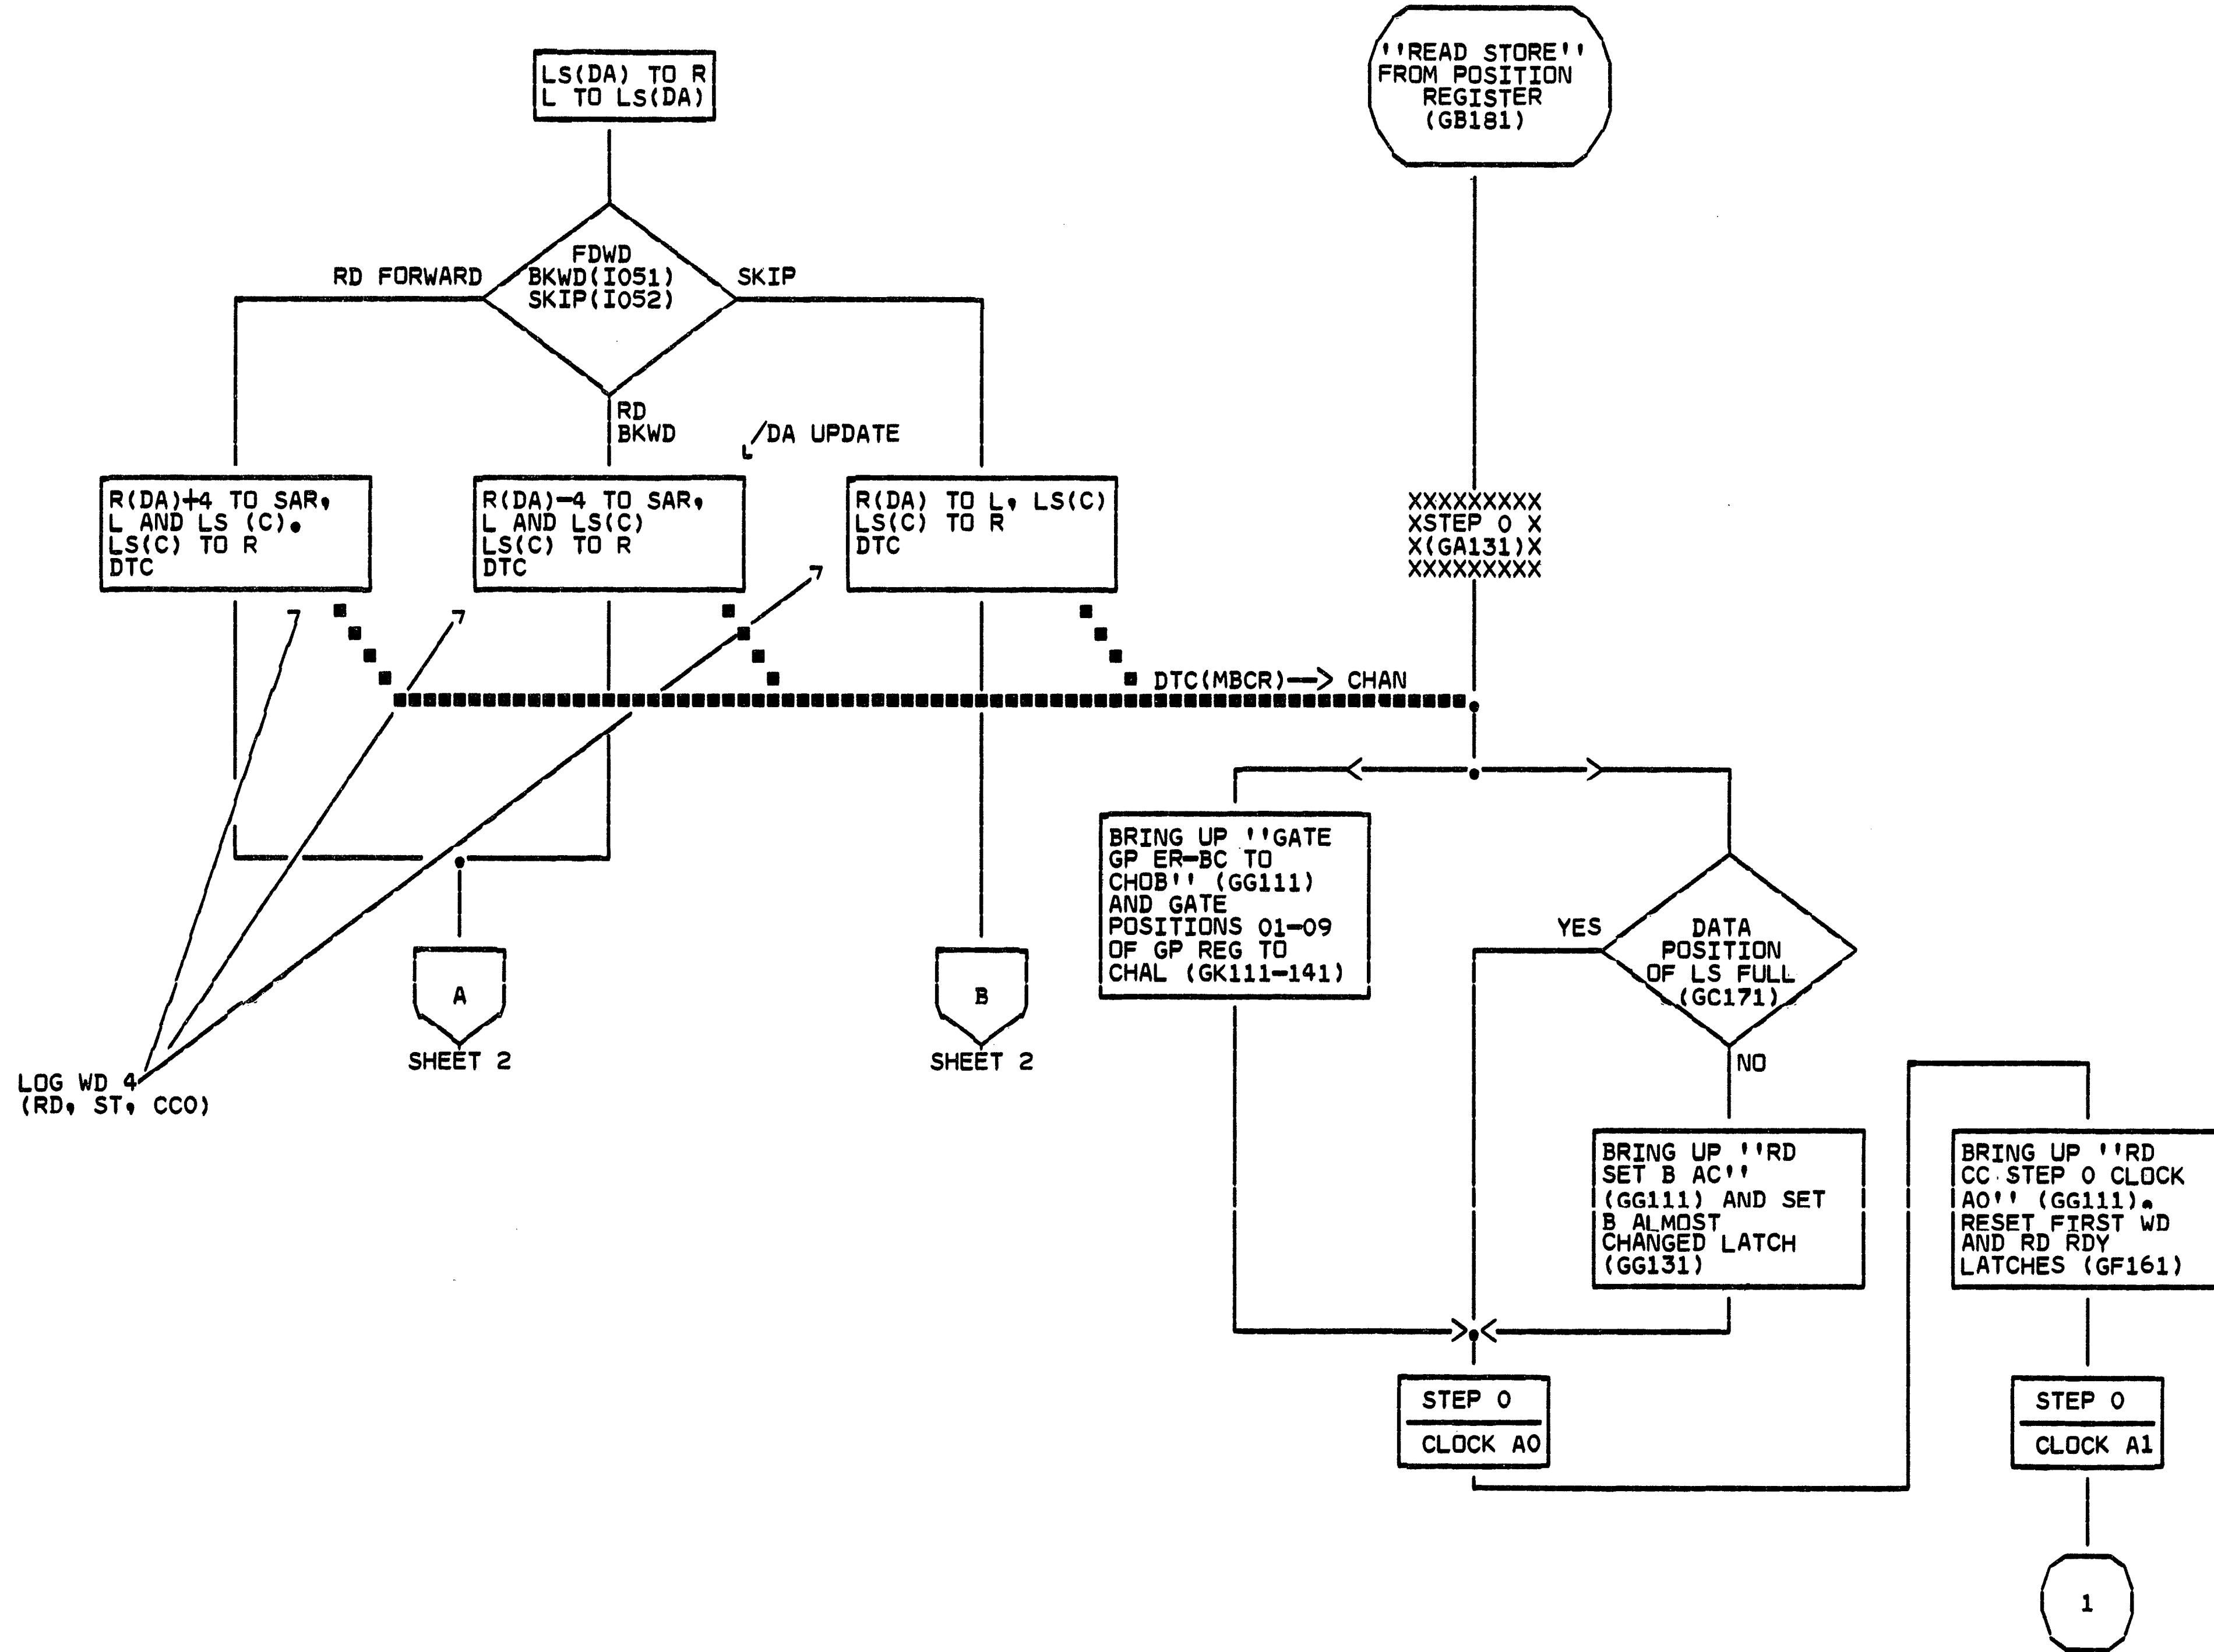 LS(DA) TO R
L TO LS(DA)
''READ STORE''
FROM POSITION
REGISTER
(GB181)
FDWD
BKWD(IO51)
SKIP(IO52)
RD FORWARD
SKIP
RD
BKWD
/DA UPDATE
R(DA)+4 TO SAR,
L AND LS (C).
LS(C) TO R
DTC
R(DA)-4 TO SAR,
L AND LS(C)
LS(C) TO R
DTC
R(DA) TO L, LS(C)
LS(C) TO R
DTC
XXXXXXXXX
XSTEP 0 X
X(GA131)X
XXXXXXXXX
DTC(MBCR)—> CHAN
BRING UP ''GATE
GP ER-BC TO
CHOB'' (GG111)
AND GATE
POSITIONS 01-09
OF GP REG TO
CHAL (GK111-141)
YES
DATA
POSITION
OF LS FULL
(GC171)
NO
A
SHEET 2
B
SHEET 2
LOG WD 4
(RD, ST, CCO)
BRING UP ''RD
SET B AC''
(GG111) AND SET
B ALMOST
CHANGED LATCH
(GG131)
BRING UP ''RD
CC STEP 0 CLOCK
A0'' (GG111).
RESET FIRST WD
AND RD RDY
LATCHES (GF161)
STEP 0
CLOCK A0
STEP 0
CLOCK A1
1